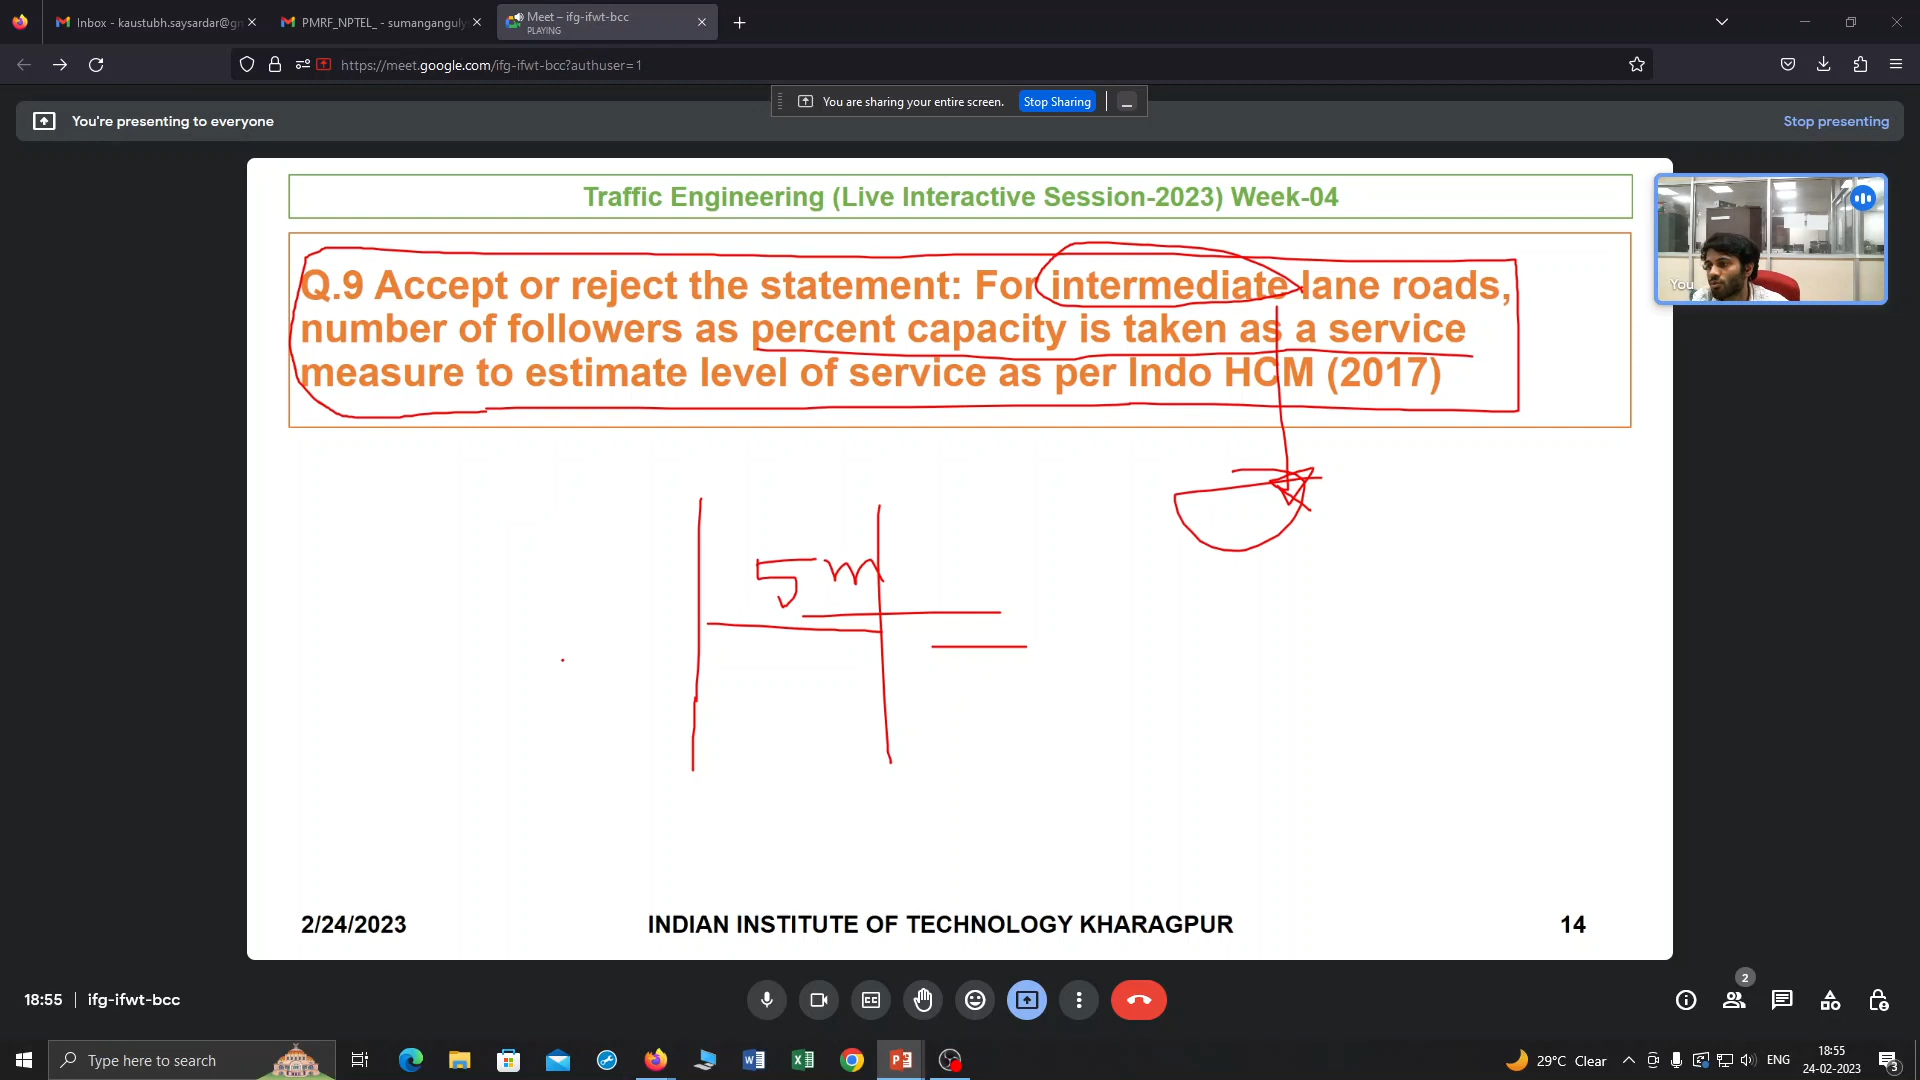 Inbox - kaustubh.saysardar@gm
PMRF_NPTEL_ - sumanganguly
Meet – ifg-ifwt-bcc
PLAYING
https://meet.google.com/ifg-ifwt-bcc?authuser=1
You are sharing your entire screen.
Stop Sharing
You're presenting to everyone
Stop presenting
Traffic Engineering (Live Interactive Session-2023) Week-04
Q.9 Accept or reject the statement: For intermediate lane roads,
number of followers as percent capacity is taken as a service
measure to estimate level of service as per Indo HCM (2017)
You
5m
2/24/2023
INDIAN INSTITUTE OF TECHNOLOGY KHARAGPUR
14
18:55 | ifg-ifwt-bcc
2
Type here to search
29°C Clear
ENG
18:55
24-02-2023
3